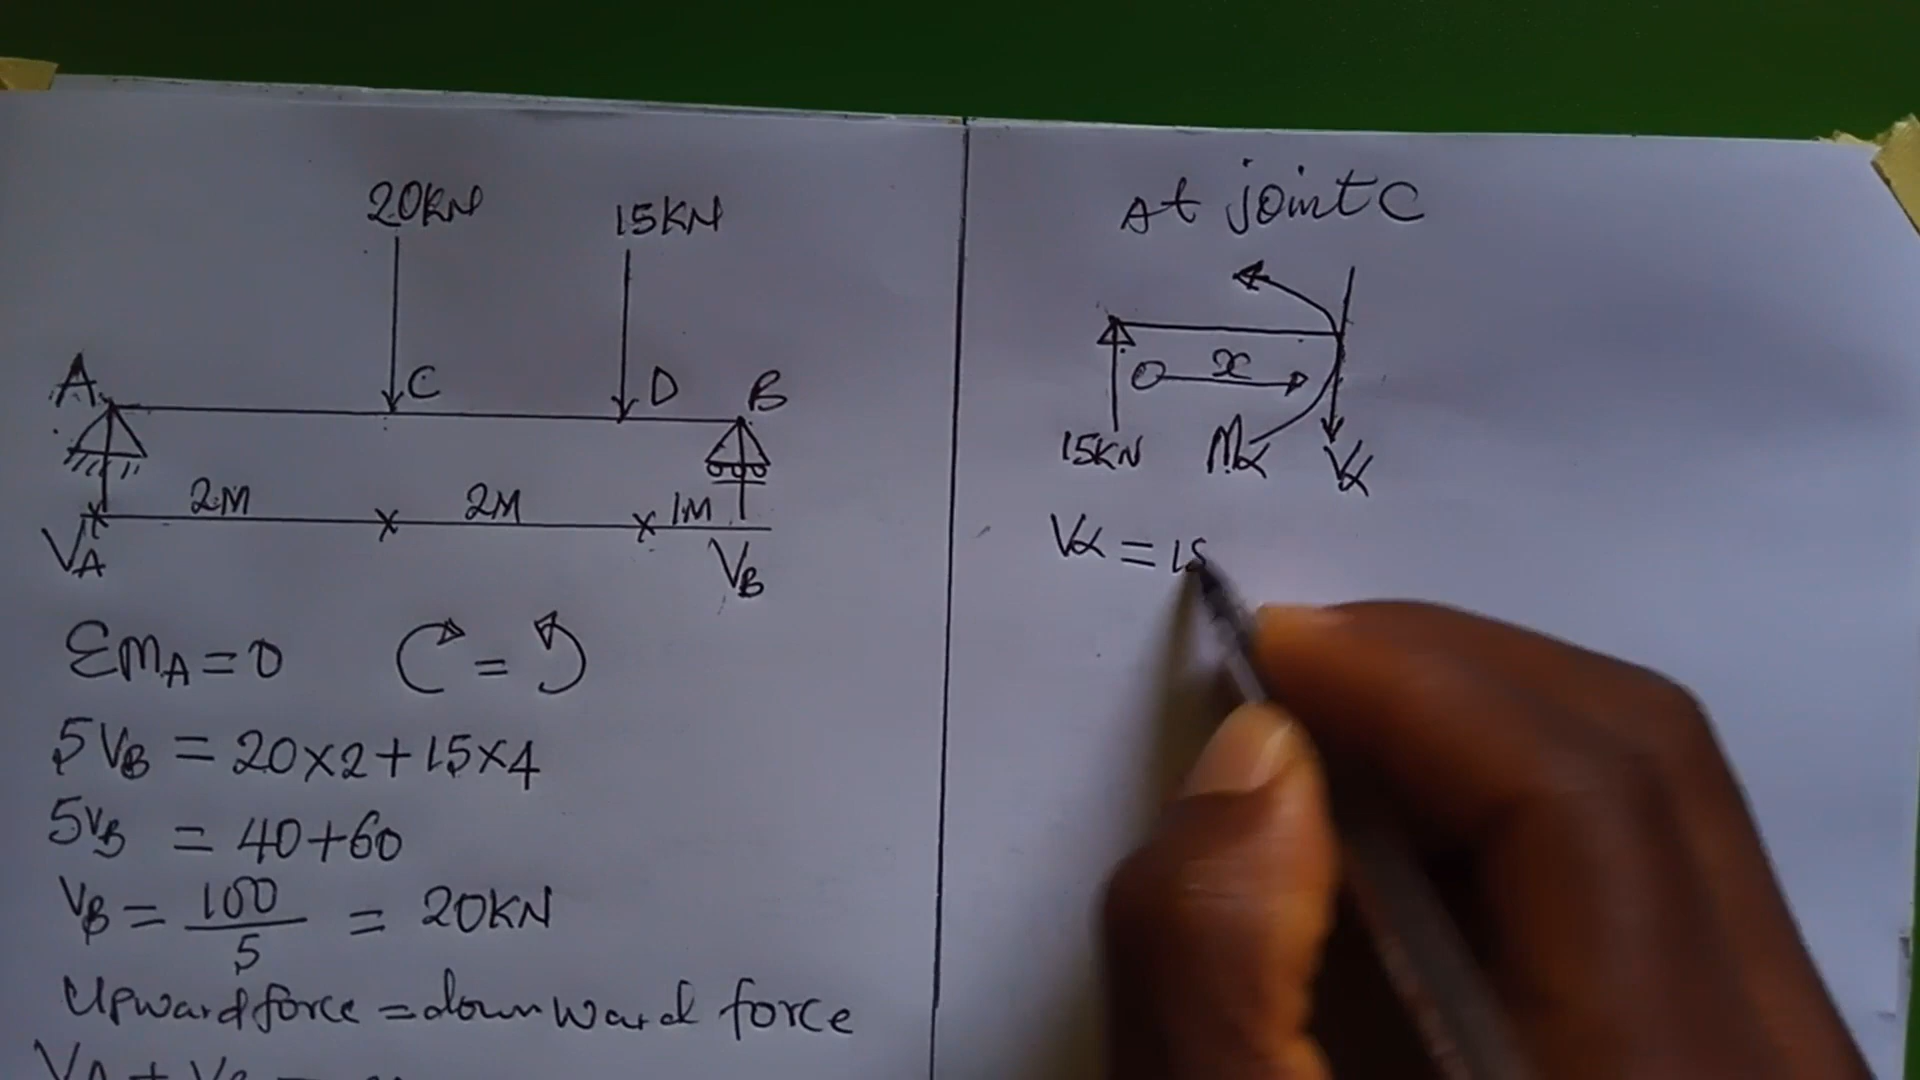 20KN 15KN
A C D B
2M 2M 1M
VA VB
ΣMA = 0
5VB = 20×2+15×4
5VB = 40+60
VB = 100/5 = 20KN
Upward force = downward force
At joint C
O x
15KN Mx Vx
Vx = 15